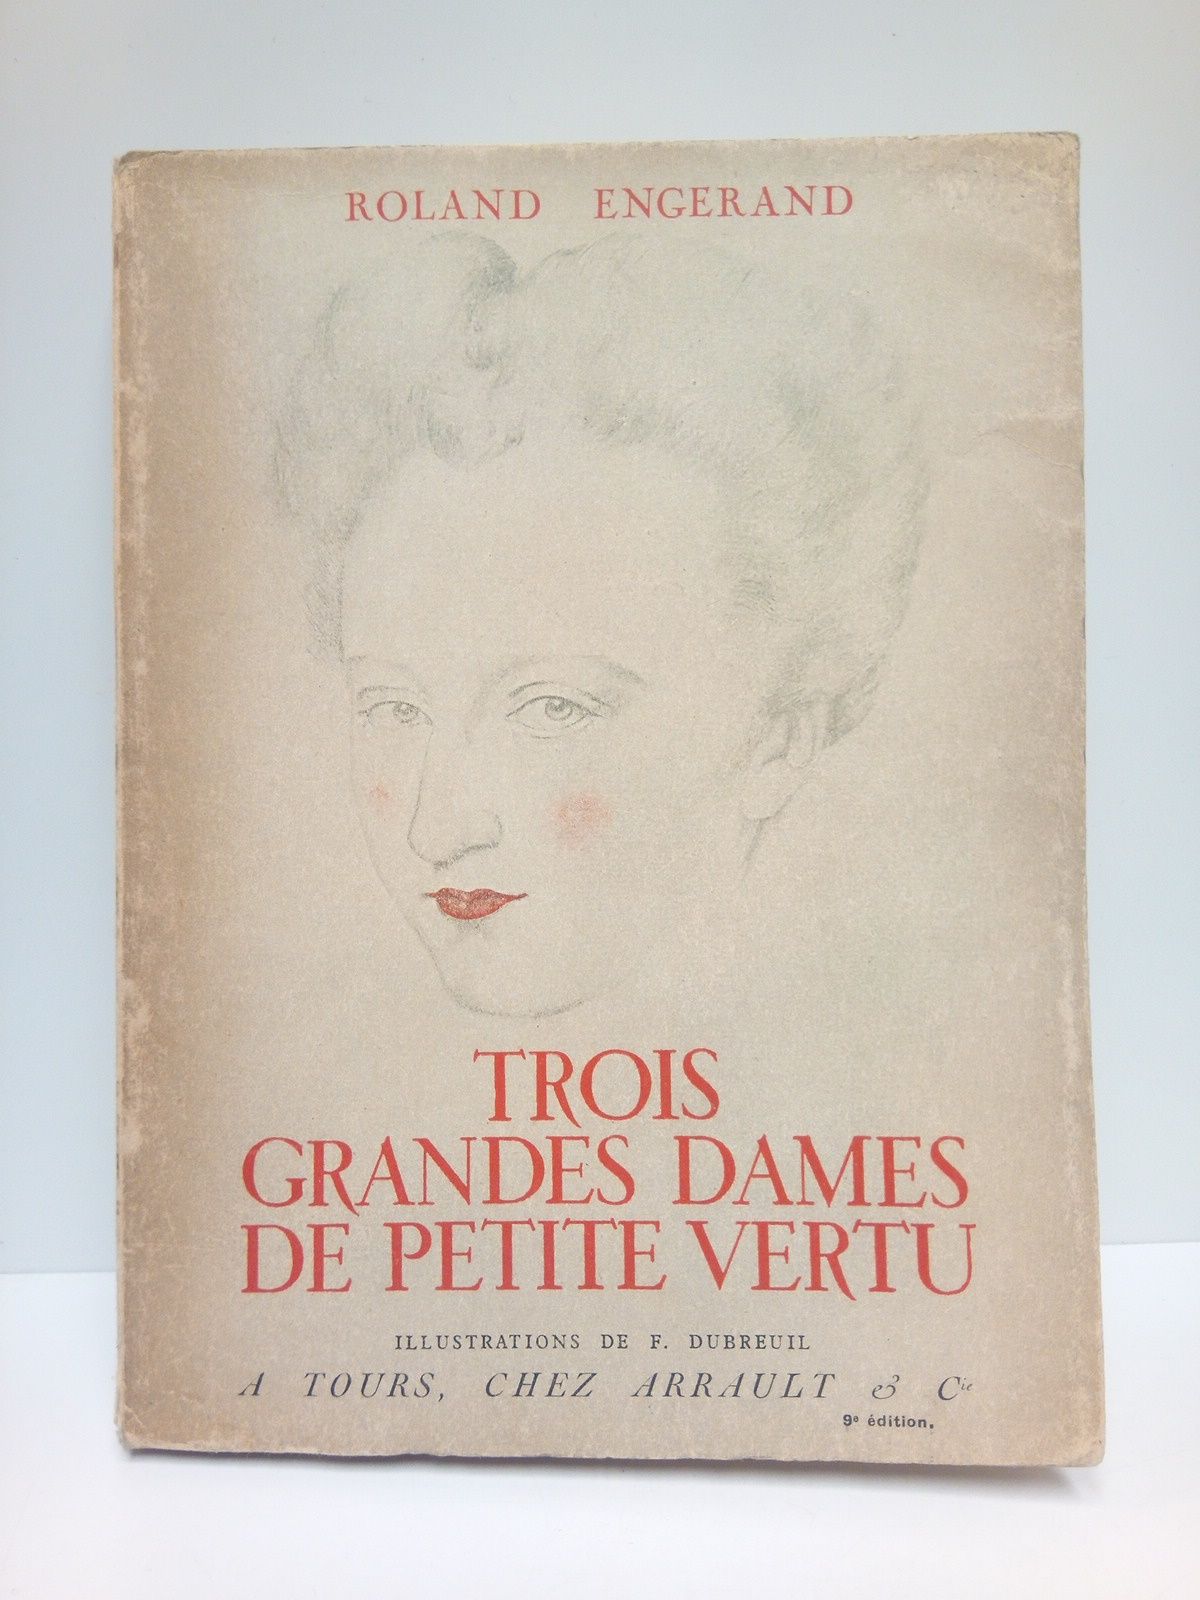 ROLAND ENGERAND
TROIS
GRANDES DAMES
DE PETITE VERTU
ILLUSTRATIONS DE F. DUBREUIL
A TOURS, CHEZ ARRAULT & Cie
9e édition.